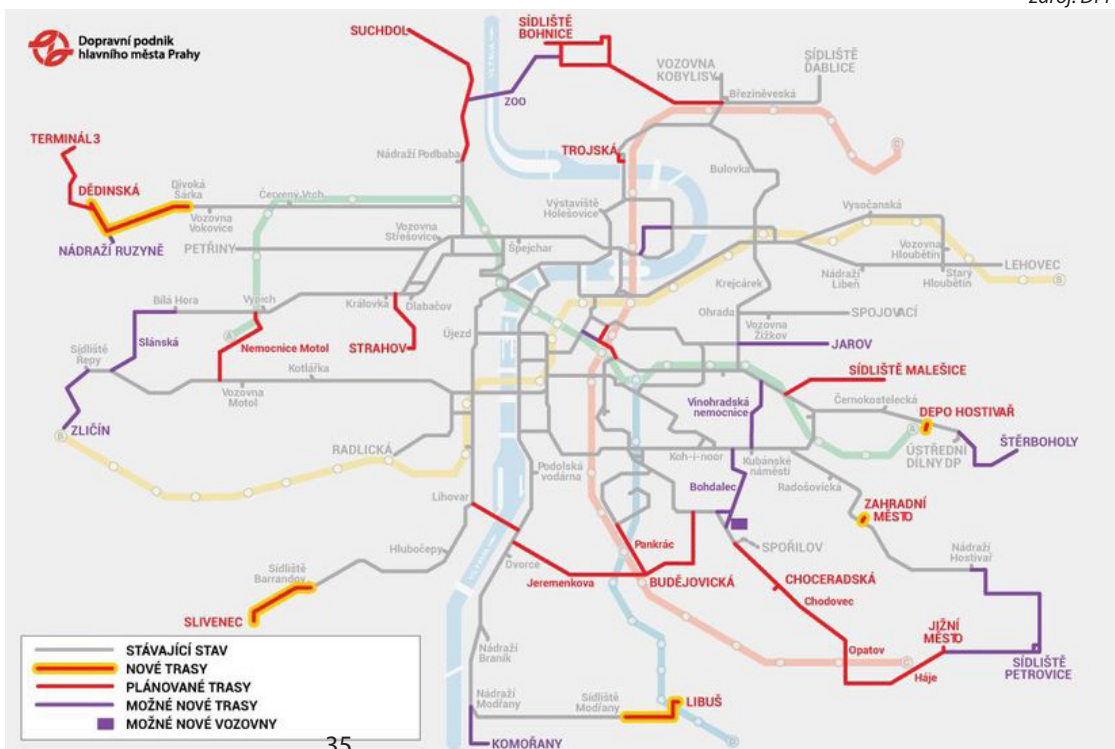 Dopravní podnik
hlavního města Prahy
SUCHDOL
SÍDLIŠTĚ
BOHNICE
VOZOVNA
KOBYLISY
SÍDLIŠTĚ
ĎÁBLICE
Březiněveská
ZOO
TERMINÁL 3
Nádraží Podbaba
TROJSKÁ
Bulovka
DĚDINSKÁ
Divoká
Šárka
Červený Vrch
Vozovna
Vokovice
Výstaviště
Holešovice
Vysočanská
Vozovna
Střešovice
NÁDRAŽÍ RUZYNĚ
PETŘINY
Špejchar
Vozovna
Hloubětín
LEHOVEC
Nádraží
Libeň
Starý
Hloubětín
Krejcárek
Bílá Hora
Vypich
Královka
Dlabačov
Ohrada
SPOJOVACÍ
Vozovna
Žižkov
Újezd
Slánská
Nemocnice Motol
STRAHOV
JAROV
Sídliště
Řepy
Kotlářka
SÍDLIŠTĚ MALEŠICE
Vozovna
Motol
Vinohradská
nemocnice
Černokostelecká
DEPO HOSTIVAŘ
ZLIČÍN
RADLICKÁ
Koh-i-noor
Kubánské
náměstí
ÚSTŘEDNÍ
DÍLNY DP
ŠTĚRBOHOLY
Podolská
vodárna
Radošovická
Bohdalec
Lihovar
ZAHRADNÍ
MĚSTO
Hlubočepy
Pankrác
SPOŘILOV
Nádraží
Hostivař
Sídliště
Barrandov
Dvorce
Jeremenkova
BUDĚJOVICKÁ
CHOCERADSKÁ
Chodovec
SLIVENEC
JIŽNÍ
MĚSTO
Opatov
Háje
SÍDLIŠTĚ
PETROVICE
Nádraží
Braník
Nádraží
Modřany
Sídliště
Modřany
LIBUŠ
KOMOŘANY
STÁVAJÍCÍ STAV
NOVÉ TRASY
PLÁNOVANÉ TRASY
MOŽNÉ NOVÉ TRASY
MOŽNÉ NOVÉ VOZOVNY
A
A
B
B
C
C
D
VLTAVA
VLTAVA